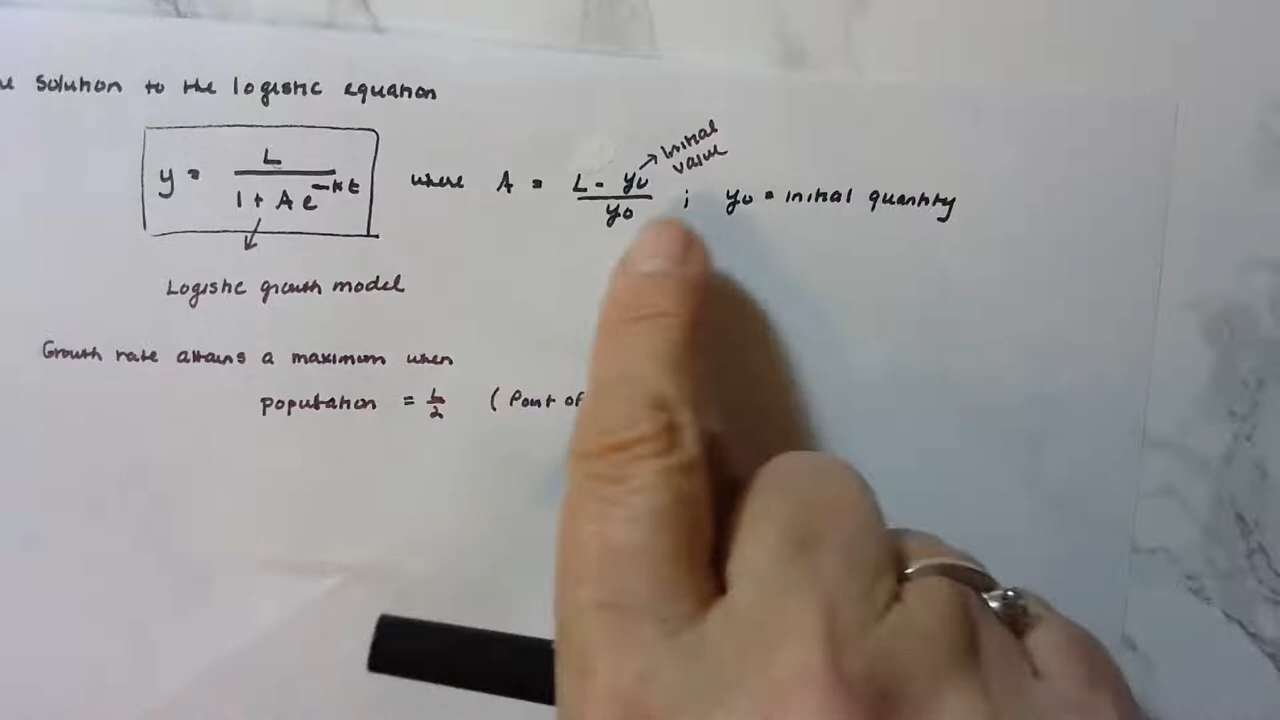 solution to the logistic equation
y = L / (1 + A e^-kt) where A = (L - y0) / y0 ; y0 = initial quantity
→ initial value
Logistic growth model
Growth rate attains a maximum when
population = L/2 (Point of